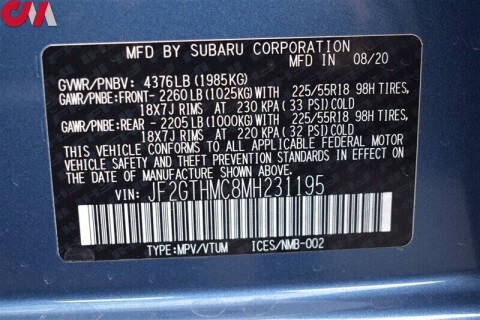 CM
MFD BY SUBARU CORPORATION 08/20
GVWR/PNBV: 4376LB (1985KG)
GAWR/PNBE:FRONT- 2260LB (1025KG)WITH 225/55R18 98H TIRES,
18X7J RIMS AT 230 KPA (33 PSI)COLD
GAWR/PNBE:REAR - 2205LB (1000KG)WITH 225/55R18 98H TIRES,
18X7J RIMS AT 220 KPA (32 PSI)COLD
THIS VEHICLE CONFORMS TO ALL APPLICABLE FEDERAL MOTOR
VEHICLE SAFETY AND THEFT PREVENTION STANDARDS IN EFFECT
ON THE DATE OF MANUFACTURE SHOWN ABOVE.
VIN: JF2GTHMC8MH231195
TYPE:MPV/VTUM ICES/NMB-002